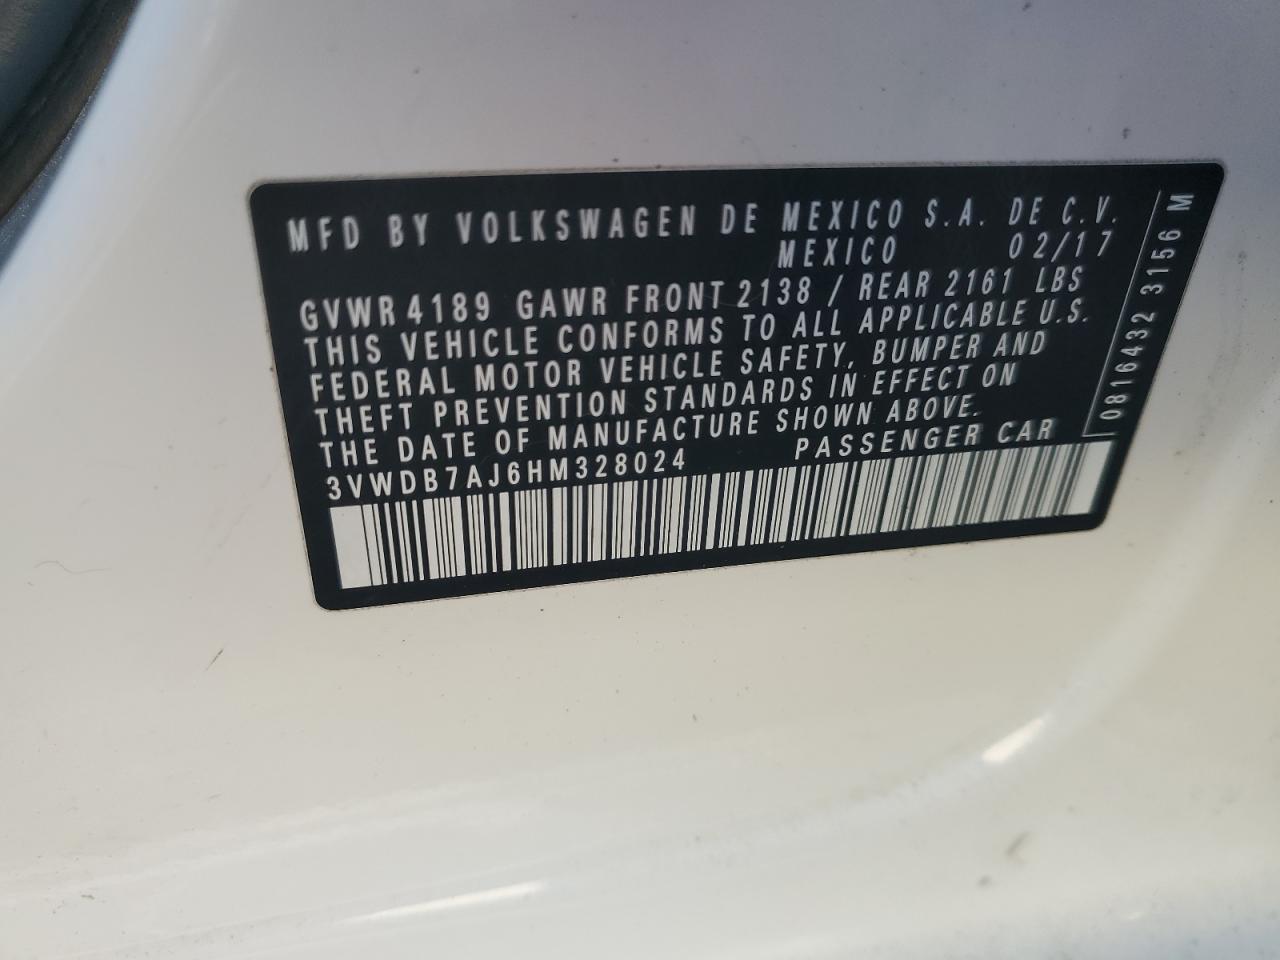 MFD BY VOLKSWAGEN DE MEXICO S.A. DE C.V.
MEXICO 02/17
GVWR 4189 GAWR FRONT 2138 / REAR 2161 LBS
THIS VEHICLE CONFORMS TO ALL APPLICABLE U.S.
FEDERAL MOTOR VEHICLE SAFETY, BUMPER AND
THEFT PREVENTION STANDARDS IN EFFECT ON
THE DATE OF MANUFACTURE SHOWN ABOVE.
3VWDB7AJ6HM328024 PASSENGER CAR
0816432 3156 M